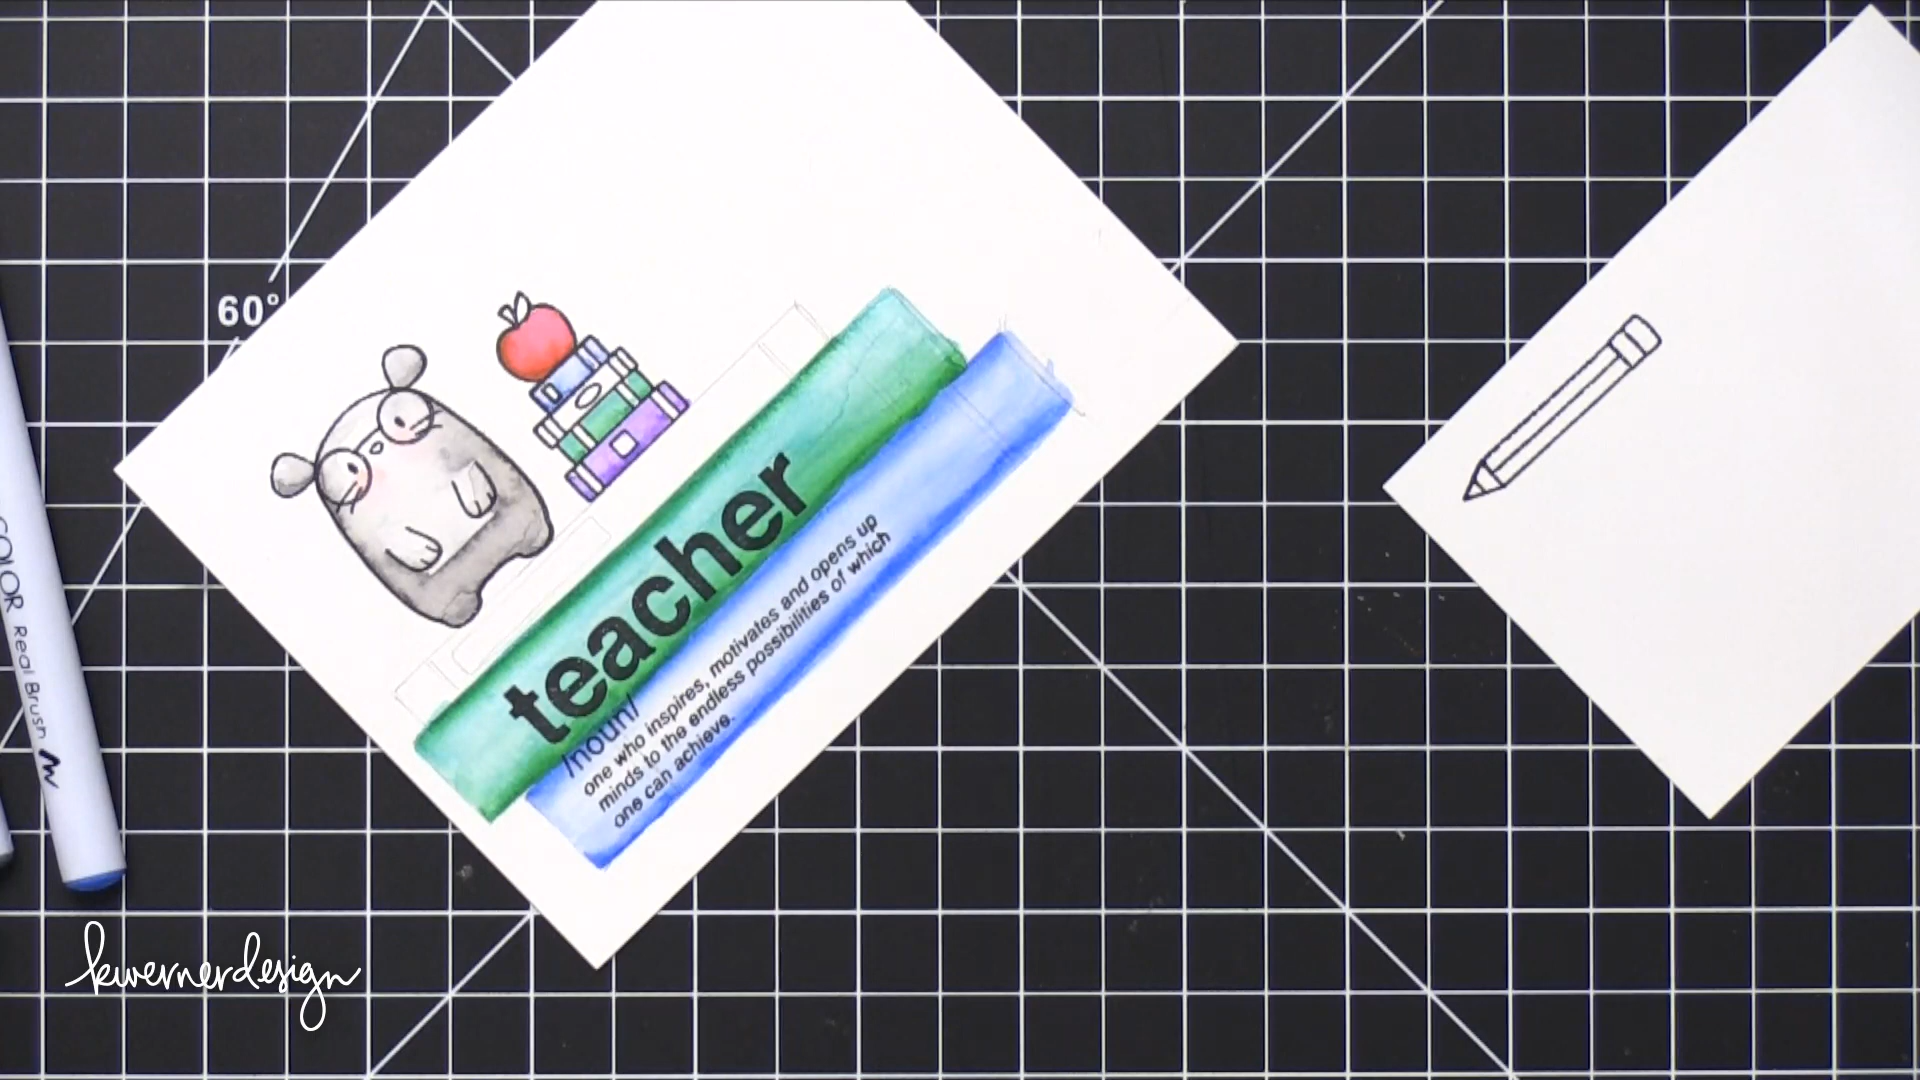 60°
teacher
/noun/
one who inspires, motivates and opens up
minds to the endless possibilities of which
one can achieve.
COLOR Real Brush
kwernerdesign